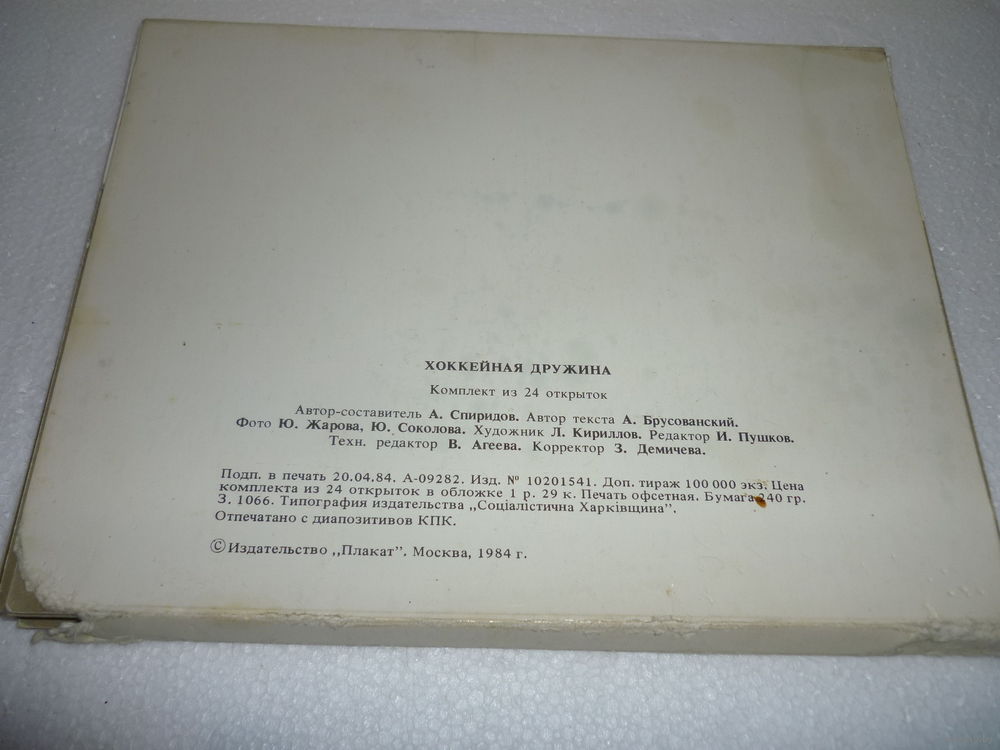 ХОККЕЙНАЯ ДРУЖИНА
Комплект из 24 открыток
Автор-составитель А. Спиридов. Автор текста А. Брусованский.
Фото Ю. Жарова, Ю. Соколова. Художник Л. Кириллов. Редактор И. Пушков.
Техн. редактор В. Агеева. Корректор З. Демичева.
Подп. в печать 20.04.84. А-09282. Изд. № 10201541. Доп. тираж 100 000 экз. Цена
комплекта из 24 открыток в обложке 1 р. 29 к. Печать офсетная. Бумага 240 гр.
З. 1066. Типография издательства „Соціалістична Харківщина”.
Отпечатано с диапозитивов КПК.
© Издательство „Плакат”. Москва, 1984 г.